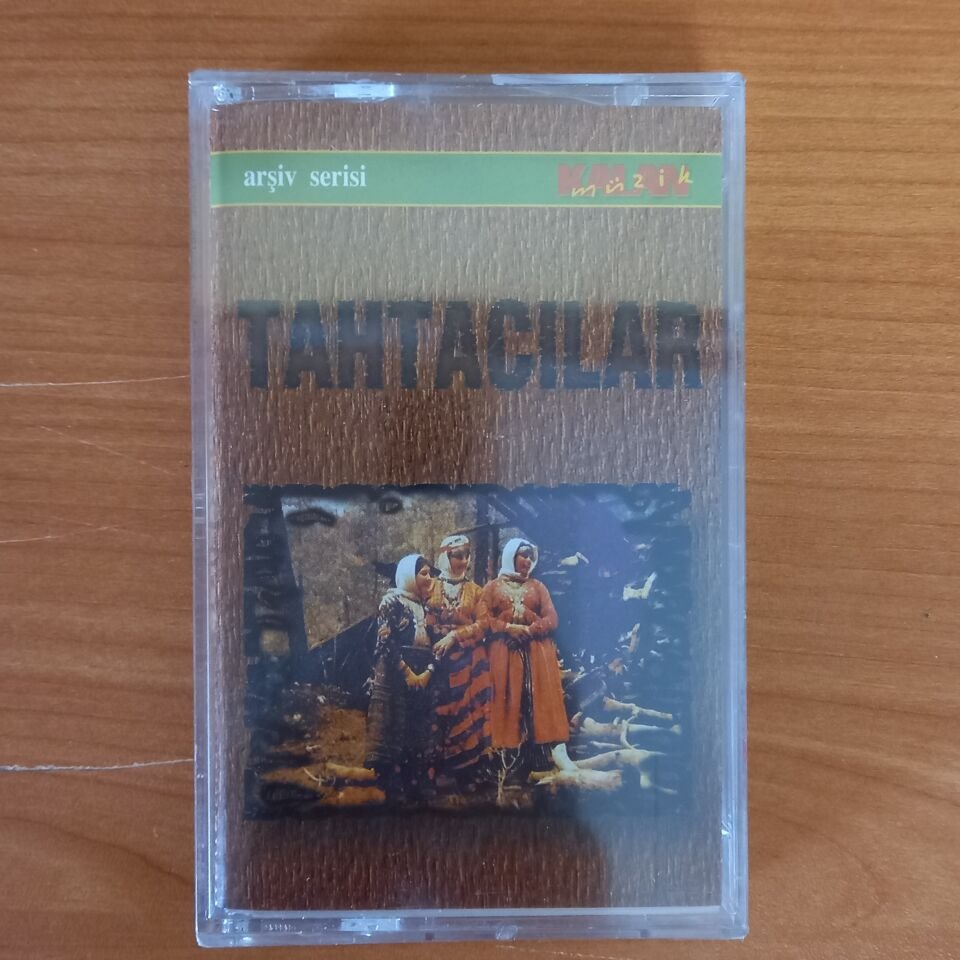 arşiv serisi
KALAN müzik
TAHTACILAR